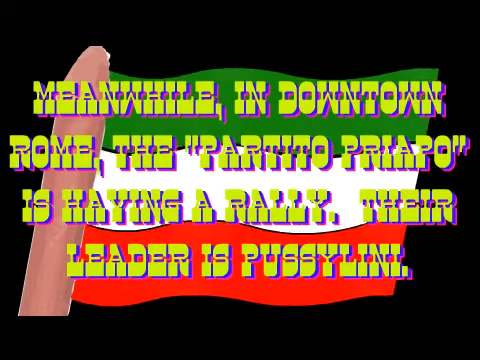 MEANWHILE, IN DOWNTOWN
ROME, THE "PARTITO PRIAPO"
IS HAVING A RALLY. THEIR
LEADER IS PUSSYLINI.